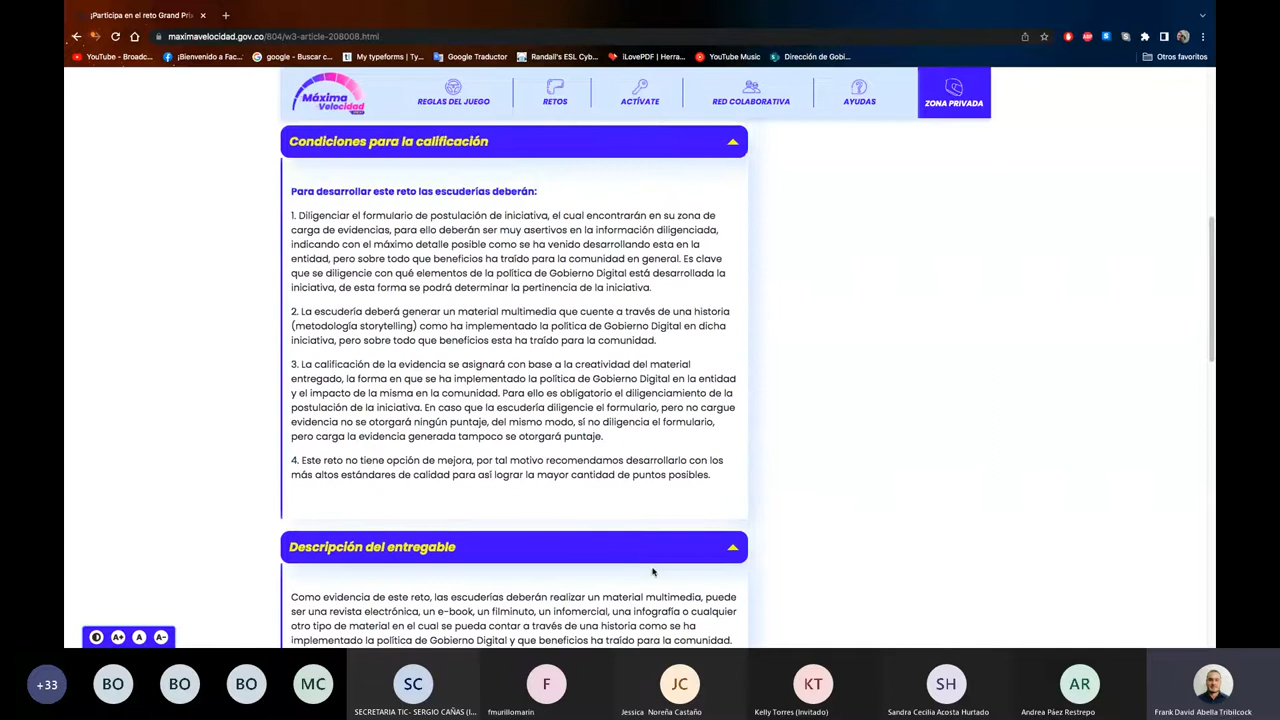 ¡Participa en el reto Grand Prix
maximavelocidad.gov.co/804/w3-article-208008.html
YouTube - Broadc...
¡Bienvenido a Fac...
google - Buscar c...
My typeforms | Ty...
Google Traductor
Randall's ESL Cyb...
iLovePDF | Herra...
YouTube Music
Dirección de Gobi...
Otros favoritos
Máxima
Velocidad
REGLAS DEL JUEGO
RETOS
ACTÍVATE
RED COLABORATIVA
AYUDAS
ZONA PRIVADA
Condiciones para la calificación
Para desarrollar este reto las escuderías deberán:
1. Diligenciar el formulario de postulación de iniciativa, el cual encontrarán en su zona de
carga de evidencias, para ello deberán ser muy asertivos en la información diligenciada,
indicando con el máximo detalle posible como se ha venido desarrollando esta en la
entidad, pero sobre todo que beneficios ha traído para la comunidad en general. Es clave
que se diligencie con qué elementos de la política de Gobierno Digital está desarrollada la
iniciativa, de esta forma se podrá determinar la pertinencia de la iniciativa.
2. La escudería deberá generar un material multimedia que cuente a través de una historia
(metodología storytelling) como ha implementado la política de Gobierno Digital en dicha
iniciativa, pero sobre todo que beneficios esta ha traído para la comunidad.
3. La calificación de la evidencia se asignará con base a la creatividad del material
entregado, la forma en que se ha implementado la política de Gobierno Digital en la entidad
y el impacto de la misma en la comunidad. Para ello es obligatorio el diligenciamiento de la
postulación de la iniciativa. En caso que la escudería diligencie el formulario, pero no cargue
evidencia no se otorgará ningún puntaje, del mismo modo, sí no diligencia el formulario,
pero carga la evidencia generada tampoco se otorgará puntaje.
4. Este reto no tiene opción de mejora, por tal motivo recomendamos desarrollarlo con los
más altos estándares de calidad para así lograr la mayor cantidad de puntos posibles.
Descripción del entregable
Como evidencia de este reto, las escuderías deberán realizar un material multimedia, puede
ser una revista electrónica, un e-book, un filminuto, un infomercial, una infografía o cualquier
otro tipo de material en el cual se pueda contar a través de una historia como se ha
implementado la política de Gobierno Digital y que beneficios ha traído para la comunidad.
A+
A
A-
+33
BO
BO
BO
MC
SC
F
JC
KT
SH
AR
SECRETARIA TIC- SERGIO CAÑAS (I...
fmurillomarin
Jessica Noreña Castaño
Kelly Torres (Invitado)
Sandra Cecilia Acosta Hurtado
Andrea Páez Restrepo
Frank David Abella Tribilcock